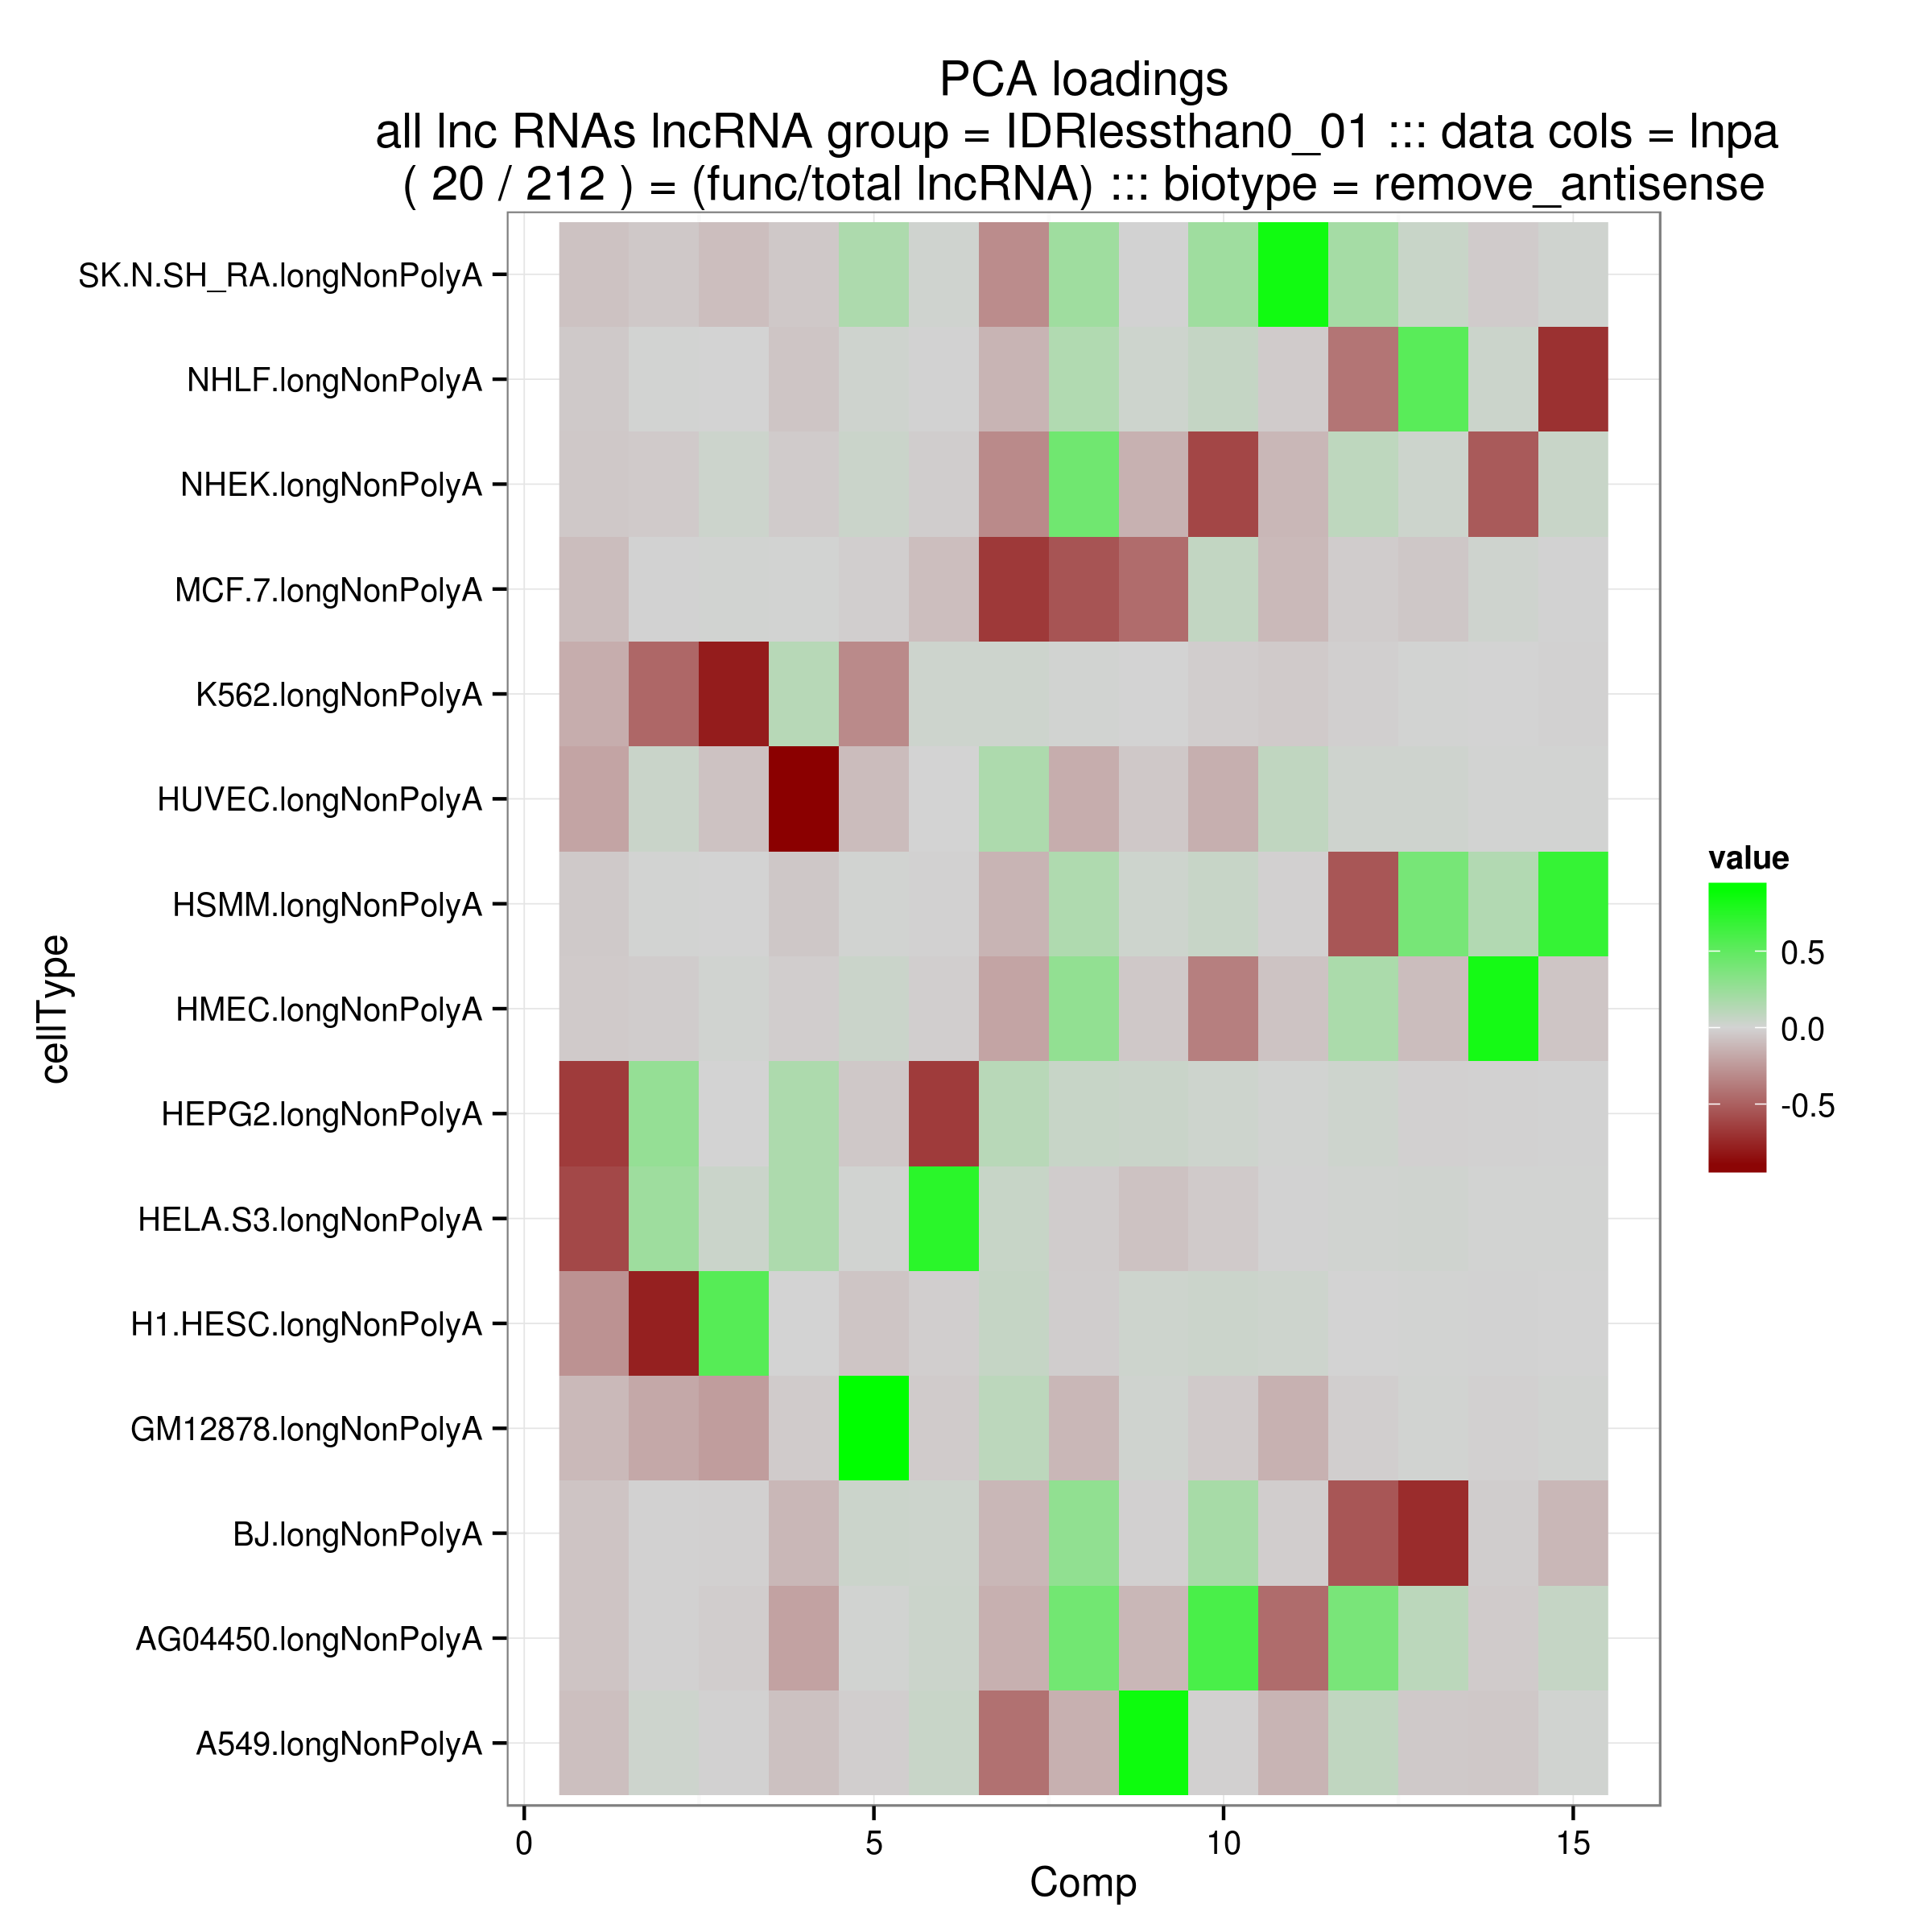 PCA loadings
all lnc RNAs lncRNA group = IDRlessthan0_01 ::: data cols = lnpa
( 20 / 212 ) = (func/total lncRNA) ::: biotype = remove_antisense
SK.N.SH_RA.longNonPolyA
NHLF.longNonPolyA
NHEK.longNonPolyA
MCF.7.longNonPolyA
K562.longNonPolyA
HUVEC.longNonPolyA
HSMM.longNonPolyA
HMEC.longNonPolyA
HEPG2.longNonPolyA
HELA.S3.longNonPolyA
H1.HESC.longNonPolyA
GM12878.longNonPolyA
BJ.longNonPolyA
AG04450.longNonPolyA
A549.longNonPolyA
cellType
0 5 10 15
Comp
value
0.5
0.0
-0.5